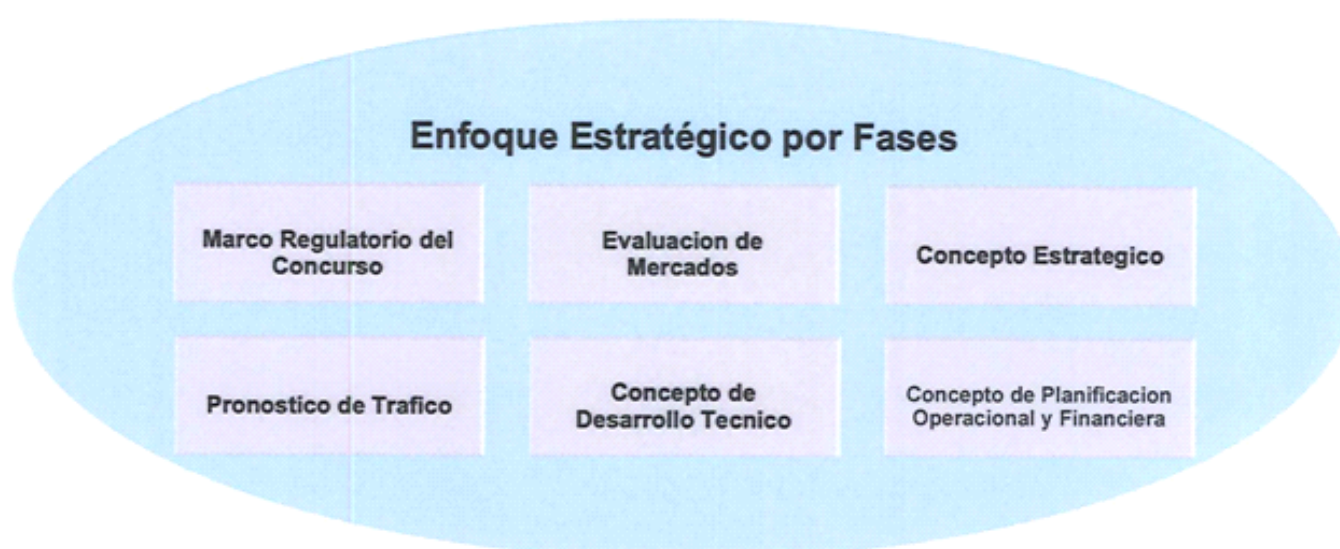 Enfoque Estratégico por Fases
Marco Regulatorio del
Concurso
Evaluacion de
Mercados
Concepto Estrategico
Pronostico de Trafico
Concepto de
Desarrollo Tecnico
Concepto de Planificacion
Operacional y Financiera